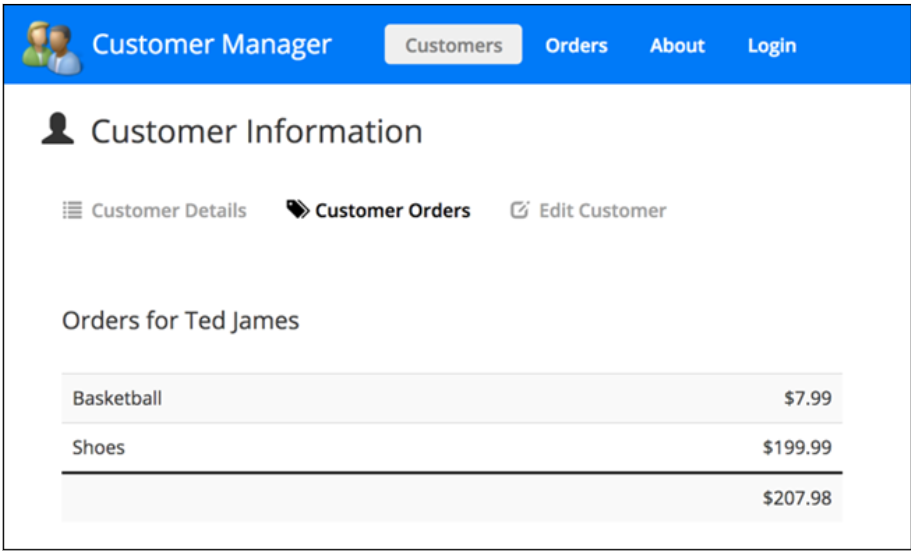 Customer Manager Customers Orders About Login
Customer Information
Customer Details Customer Orders Edit Customer
Orders for Ted James
Basketball $7.99
Shoes $199.99
$207.98